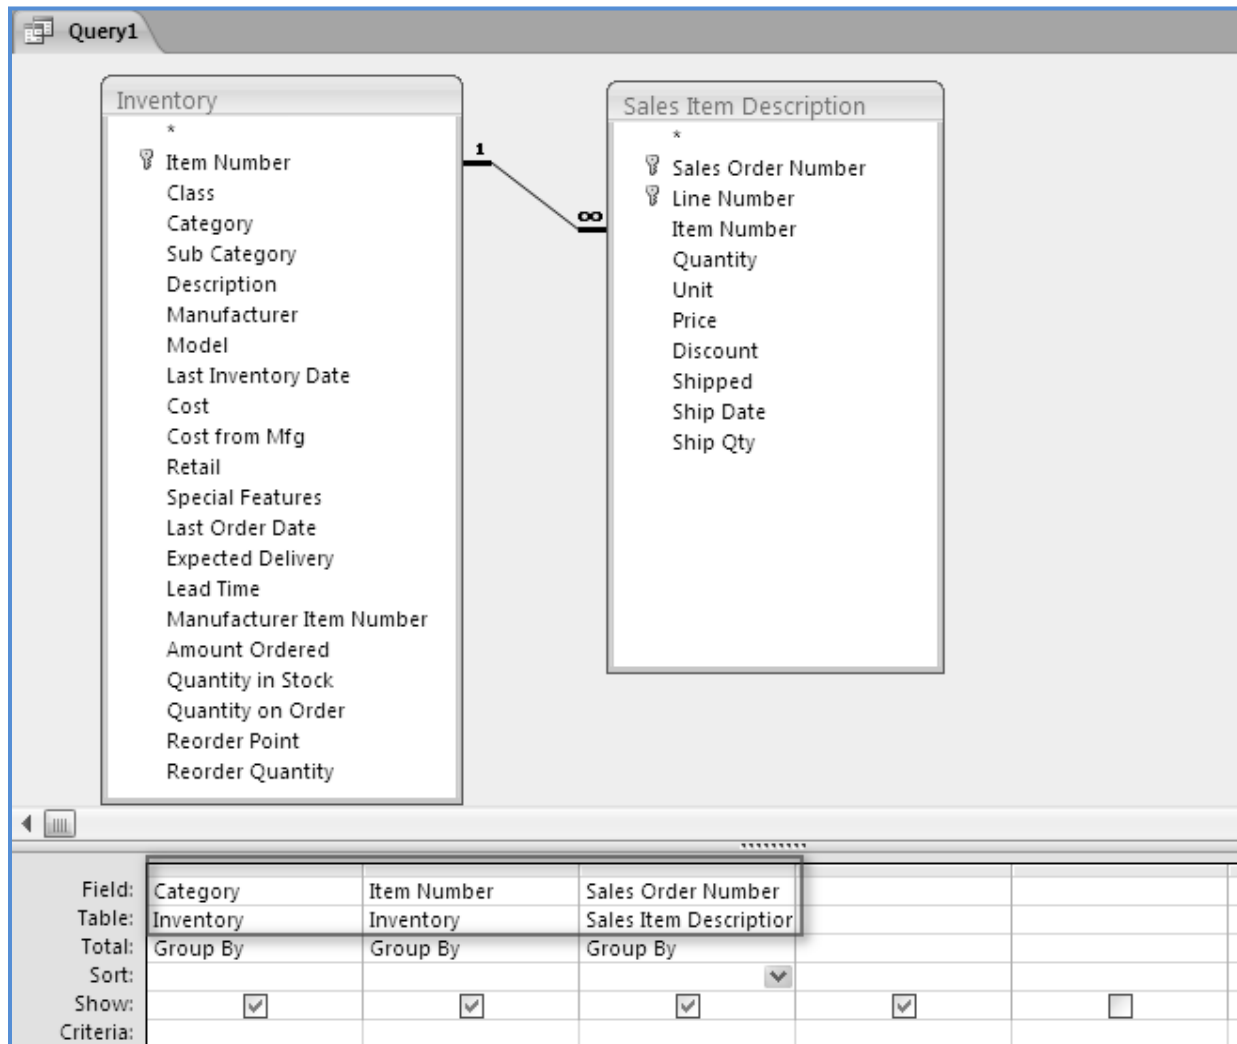 Query1
Inventory
*
Item Number
Class
Category
Sub Category
Description
Manufacturer
Model
Last Inventory Date
Cost
Cost from Mfg
Retail
Special Features
Last Order Date
Expected Delivery
Lead Time
Manufacturer Item Number
Amount Ordered
Quantity in Stock
Quantity on Order
Reorder Point
Reorder Quantity
1
∞
Sales Item Description
*
Sales Order Number
Line Number
Item Number
Quantity
Unit
Price
Discount
Shipped
Ship Date
Ship Qty
Field: Category Item Number Sales Order Number
Table: Inventory Inventory Sales Item Description
Total: Group By Group By Group By
Sort:
Show:
Criteria: